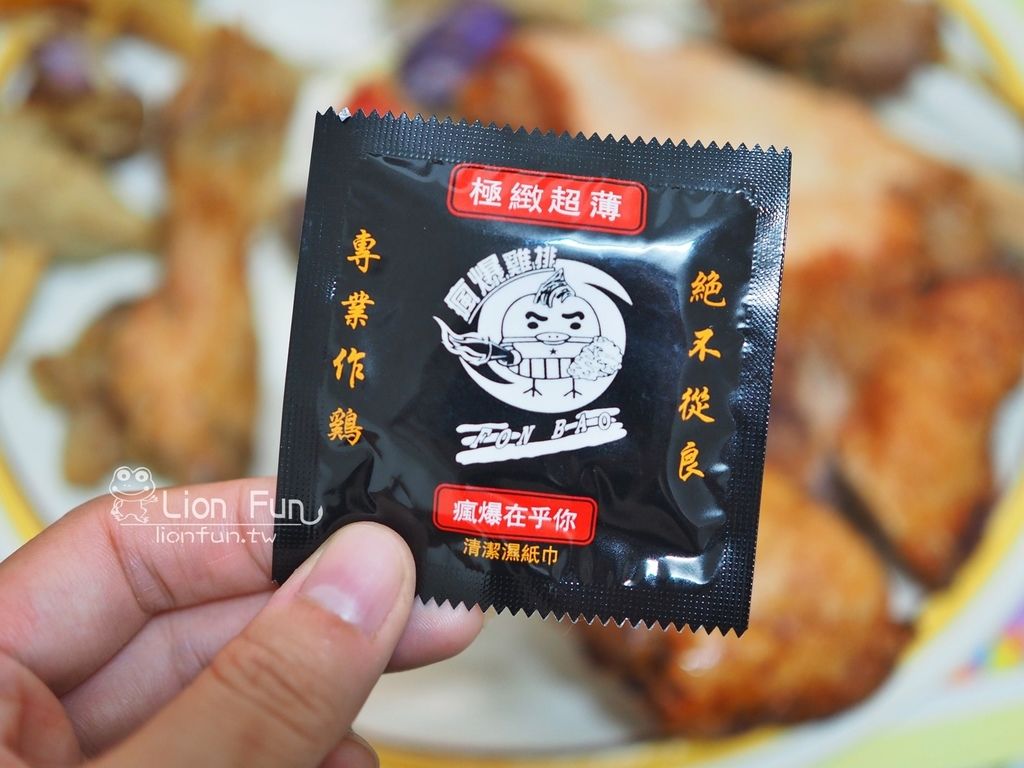 極緻超薄
專業作鷄
瘋爆雞排
絕不從良
FON BAO
瘋爆在乎你
清潔濕紙巾
Lion Fun
lionfun.tw